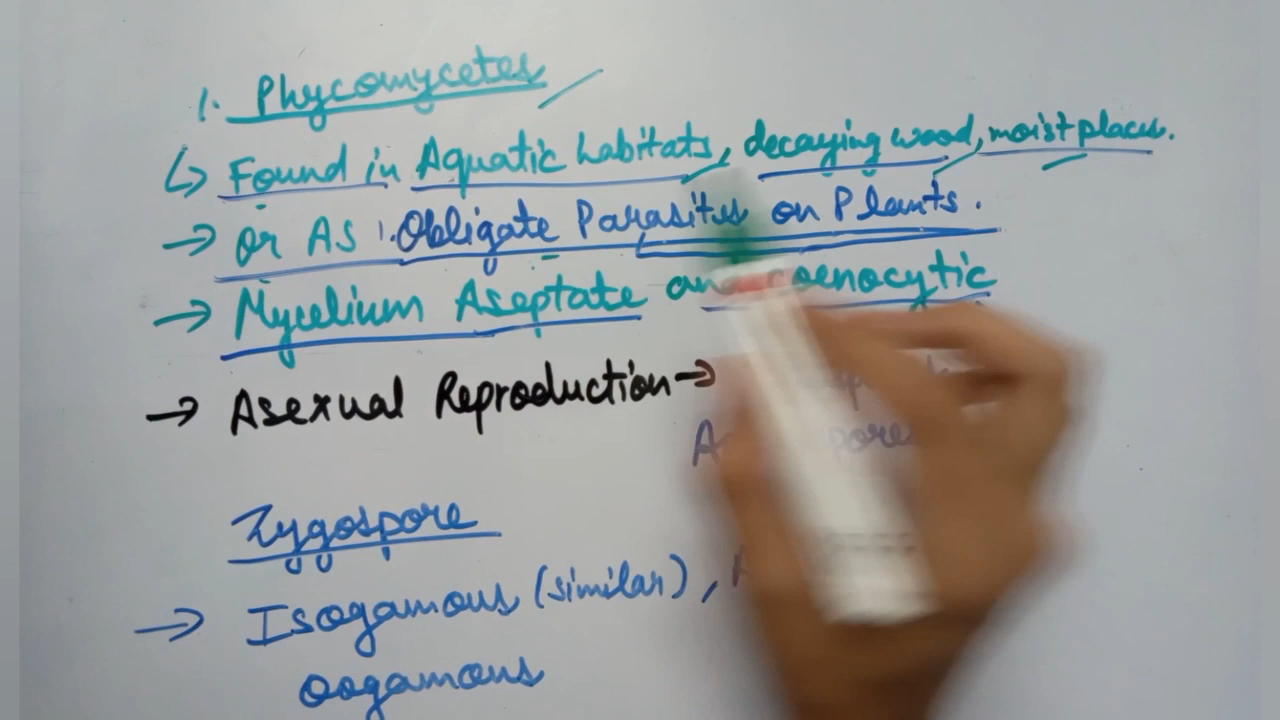 1. Phycomycetes
↳ Found in Aquatic habitats, decaying wood, moist places.
→ or As 1. Obligate Parasites on Plants.
→ Mycelium Aseptate and coenocytic
→ Asexual Reproduction →
Zygospore
→ Isogamous (similar),
oogamous